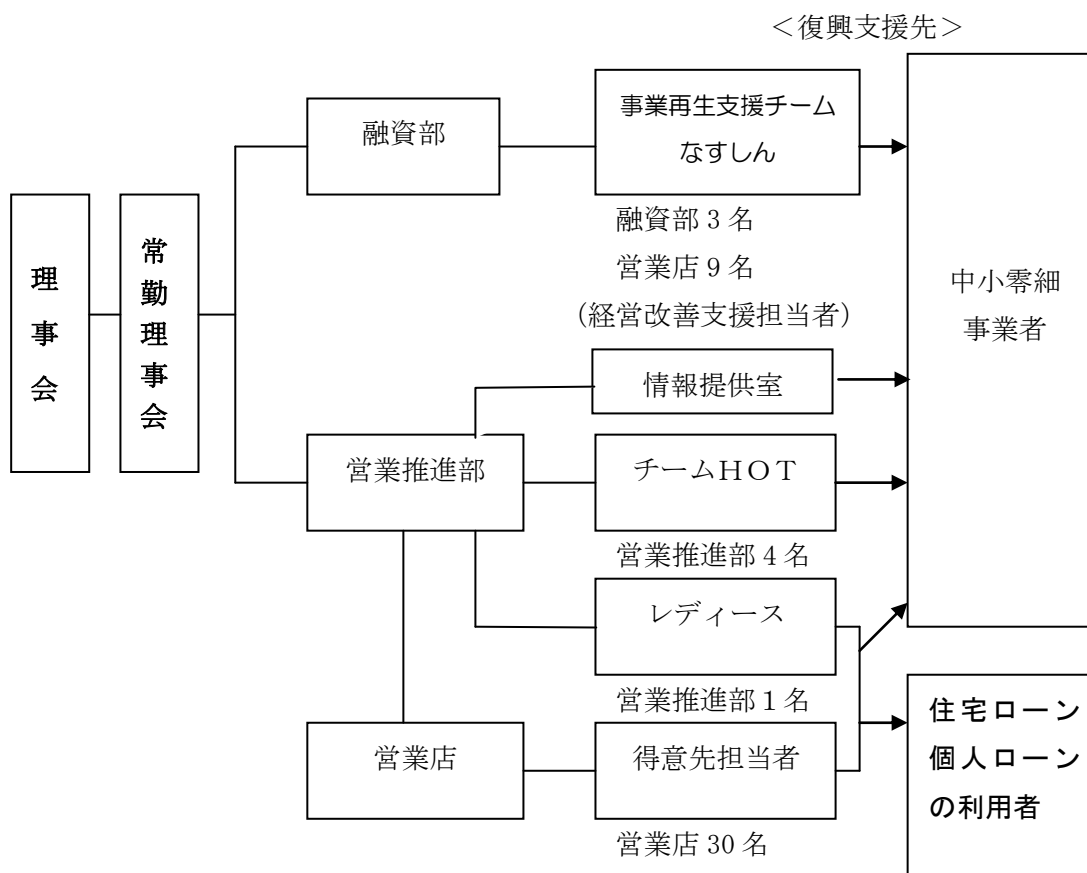 ＜復興支援先＞
理事会
常勤理事会
融資部
事業再生支援チーム
なすしん
融資部 3 名
営業店 9 名
（経営改善支援担当者）
営業推進部
情報提供室
チームＨＯＴ
営業推進部 4 名
レディース
営業推進部１名
営業店
得意先担当者
営業店 30 名
中小零細
事業者
住宅ローン
個人ローン
の利用者